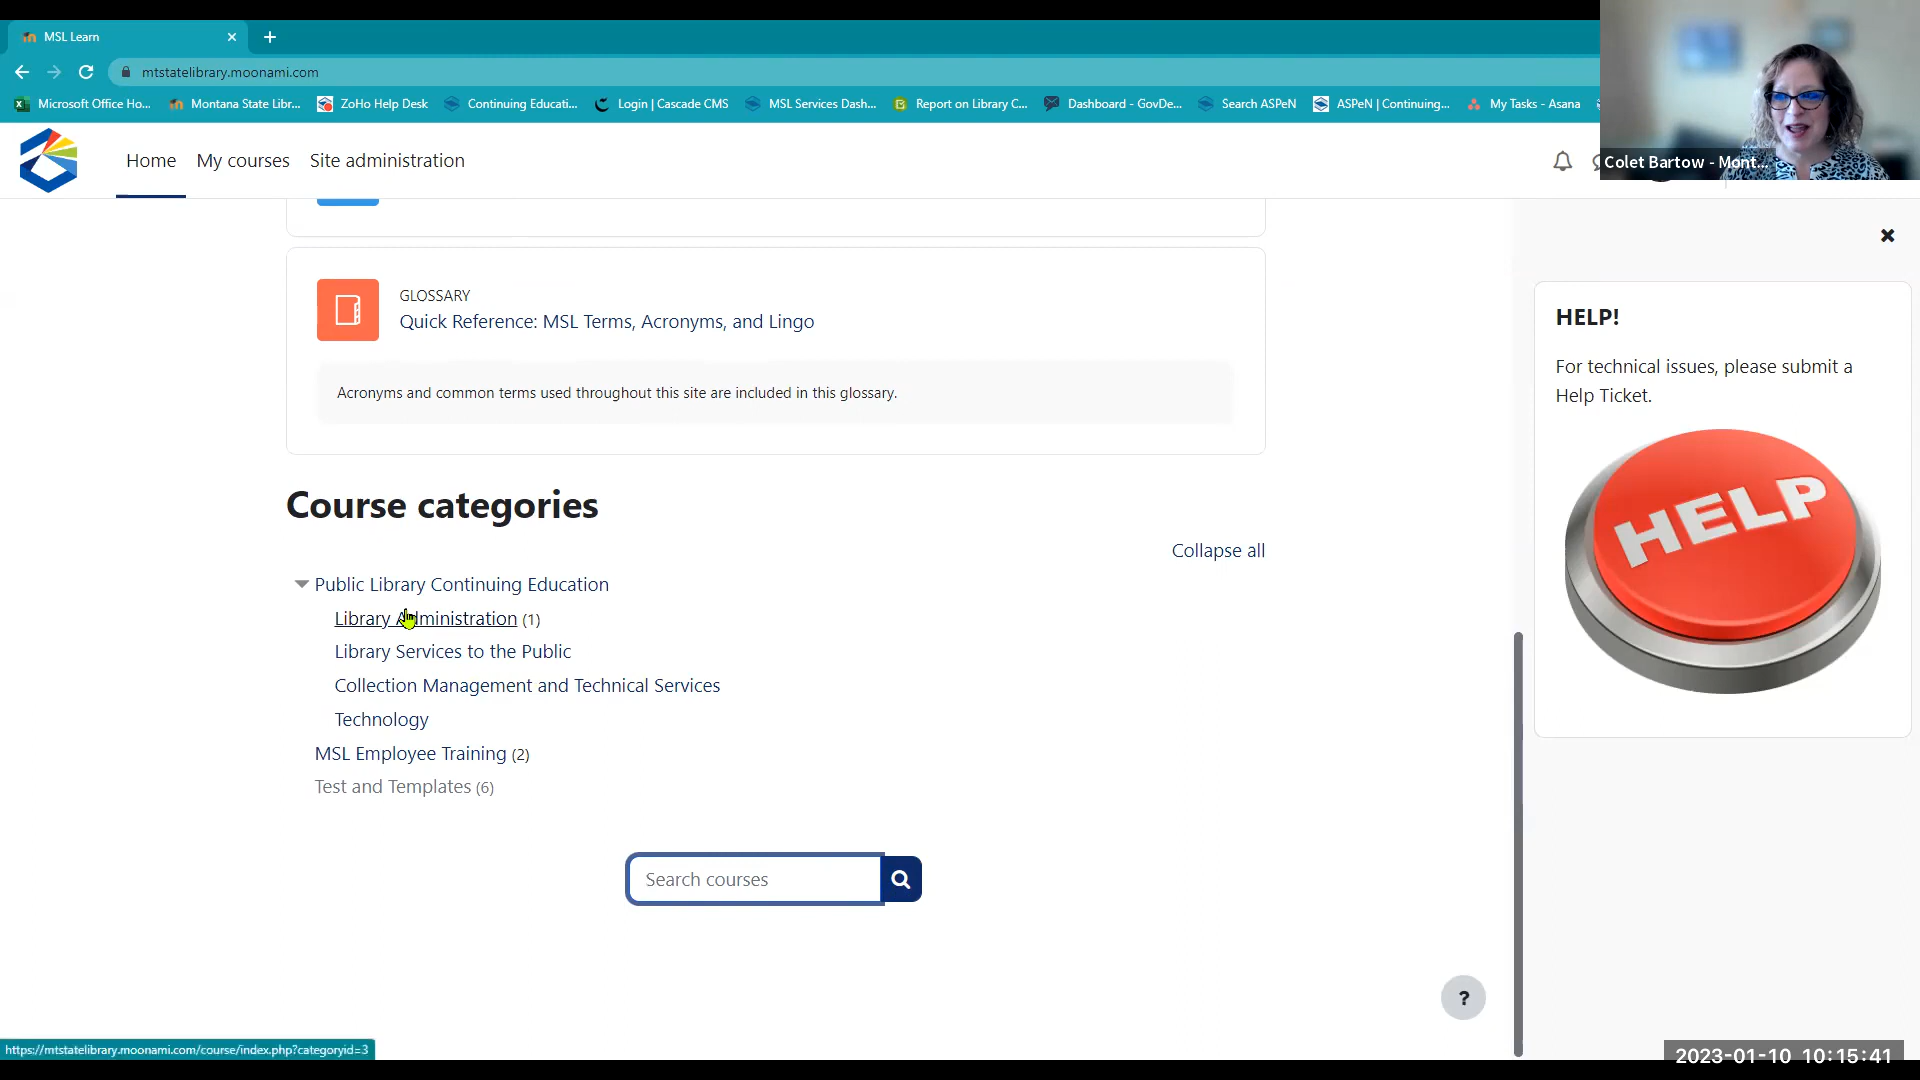 MSL Learn
mtstatelibrary.moonami.com
Microsoft Office Ho... Montana State Libr... ZoHo Help Desk Continuing Educati... Login | Cascade CMS MSL Services Dash... Report on Library C... Dashboard - GovDe... Search ASPeN ASPeN | Continuing... My Tasks - Asana
Home My courses Site administration
Colet Bartow - Mont...
GLOSSARY
Quick Reference: MSL Terms, Acronyms, and Lingo
Acronyms and common terms used throughout this site are included in this glossary.
Course categories
Collapse all
Public Library Continuing Education
Library Administration (1)
Library Services to the Public
Collection Management and Technical Services
Technology
MSL Employee Training (2)
Test and Templates (6)
Search courses
HELP!
For technical issues, please submit a
Help Ticket.
HELP
?
https://mtstatelibrary.moonami.com/course/index.php?categoryid=3
2023-01-10 10:15:41